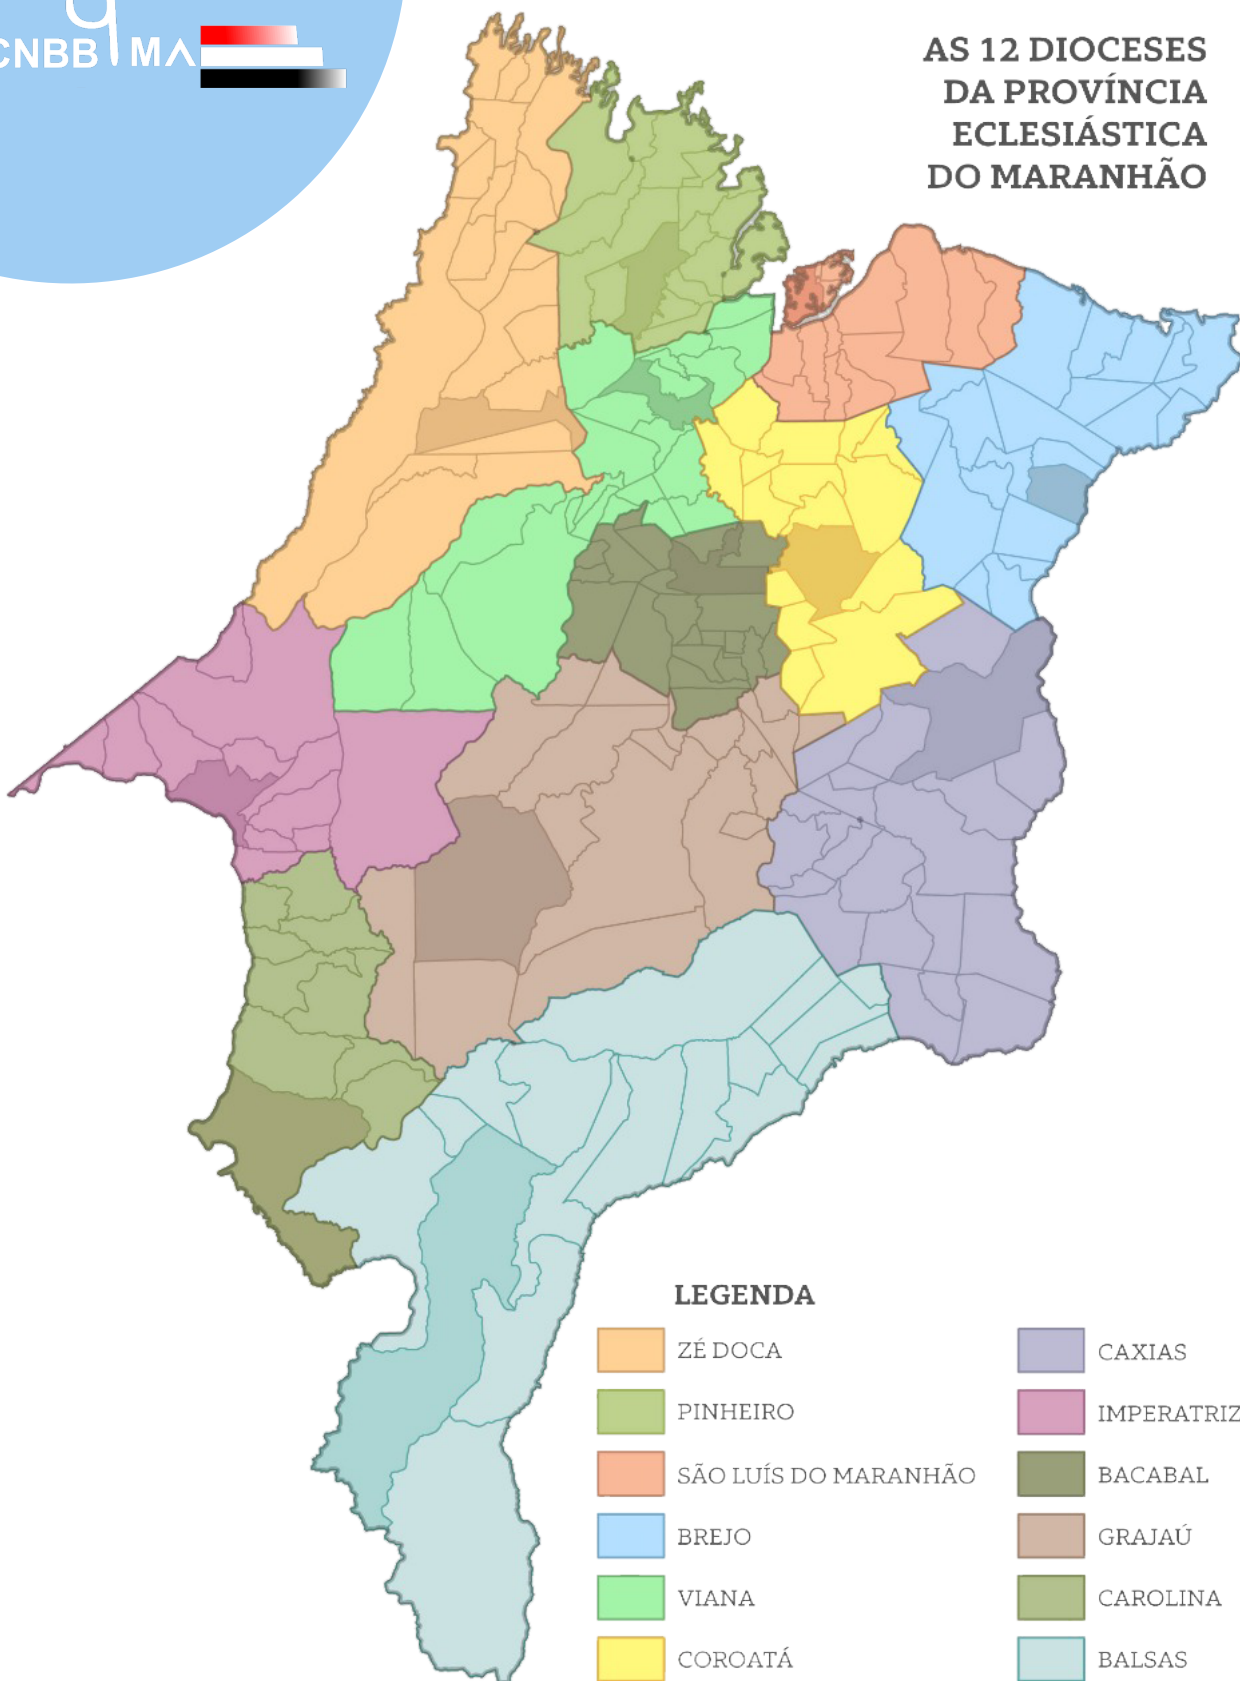 CNBB MA
AS 12 DIOCESES
DA PROVÍNCIA
ECLESIÁSTICA
DO MARANHÃO
LEGENDA
ZÉ DOCA
PINHEIRO
SÃO LUÍS DO MARANHÃO
BREJO
VIANA
COROATÁ
CAXIAS
IMPERATRIZ
BACABAL
GRAJAÚ
CAROLINA
BALSAS